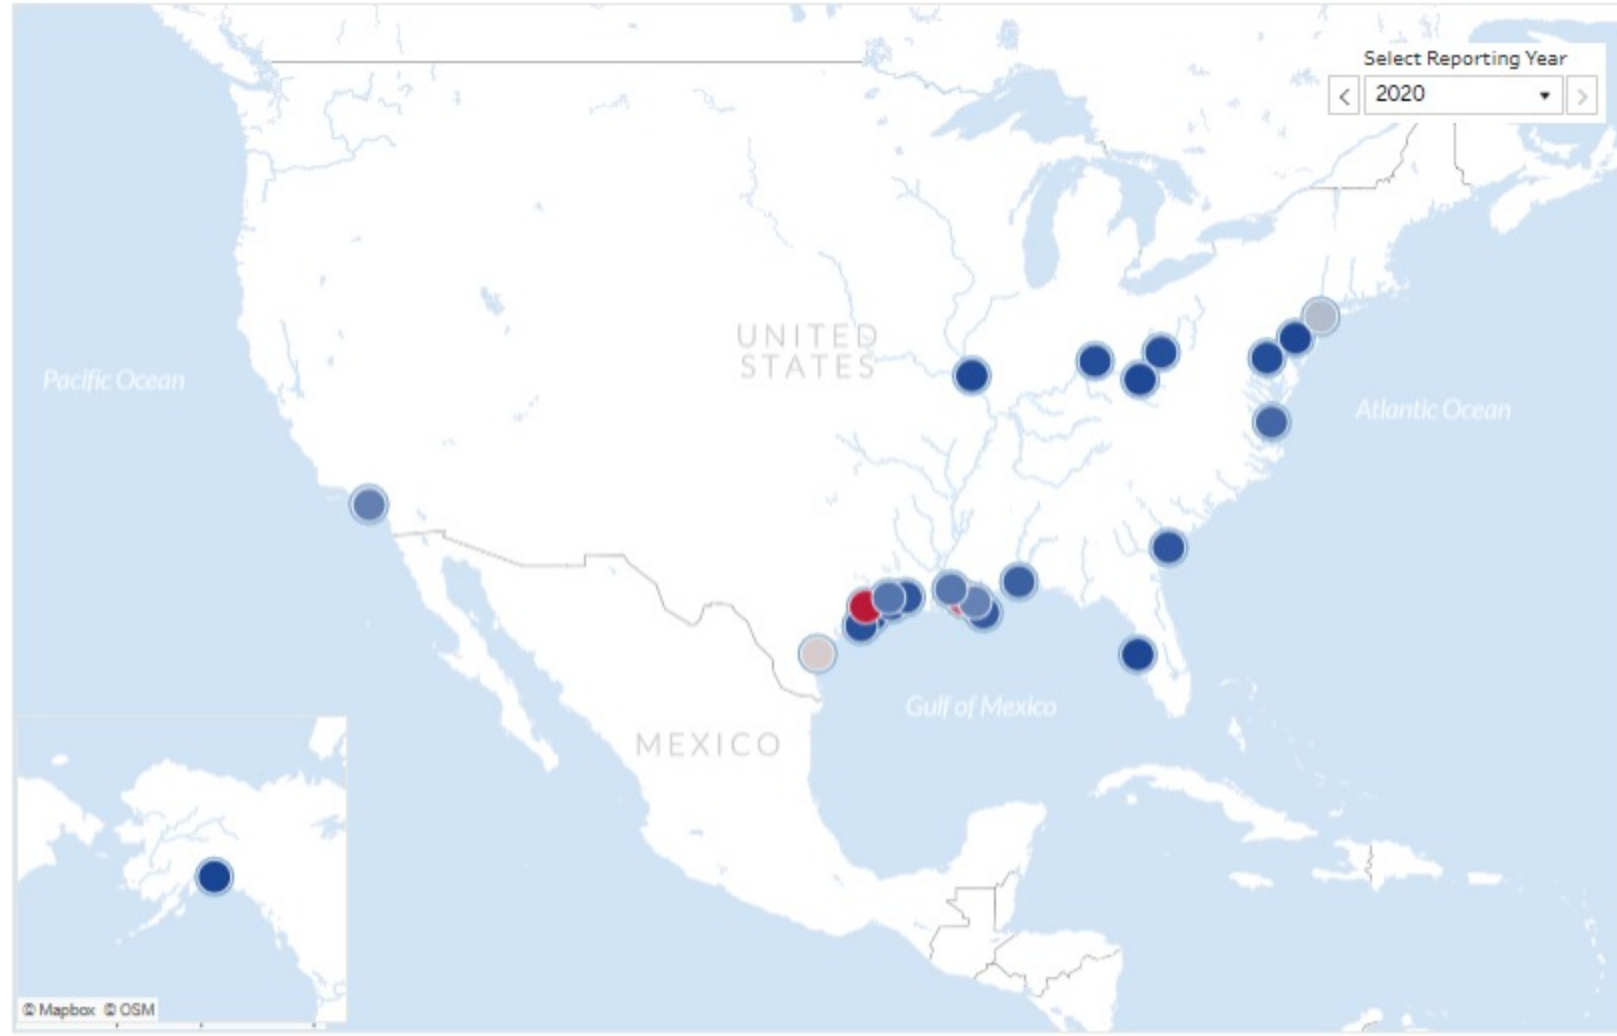 Select Reporting Year
< 2020 >
UNITED
STATES
Pacific Ocean
Atlantic Ocean
Gulf of Mexico
MEXICO
© Mapbox © OSM